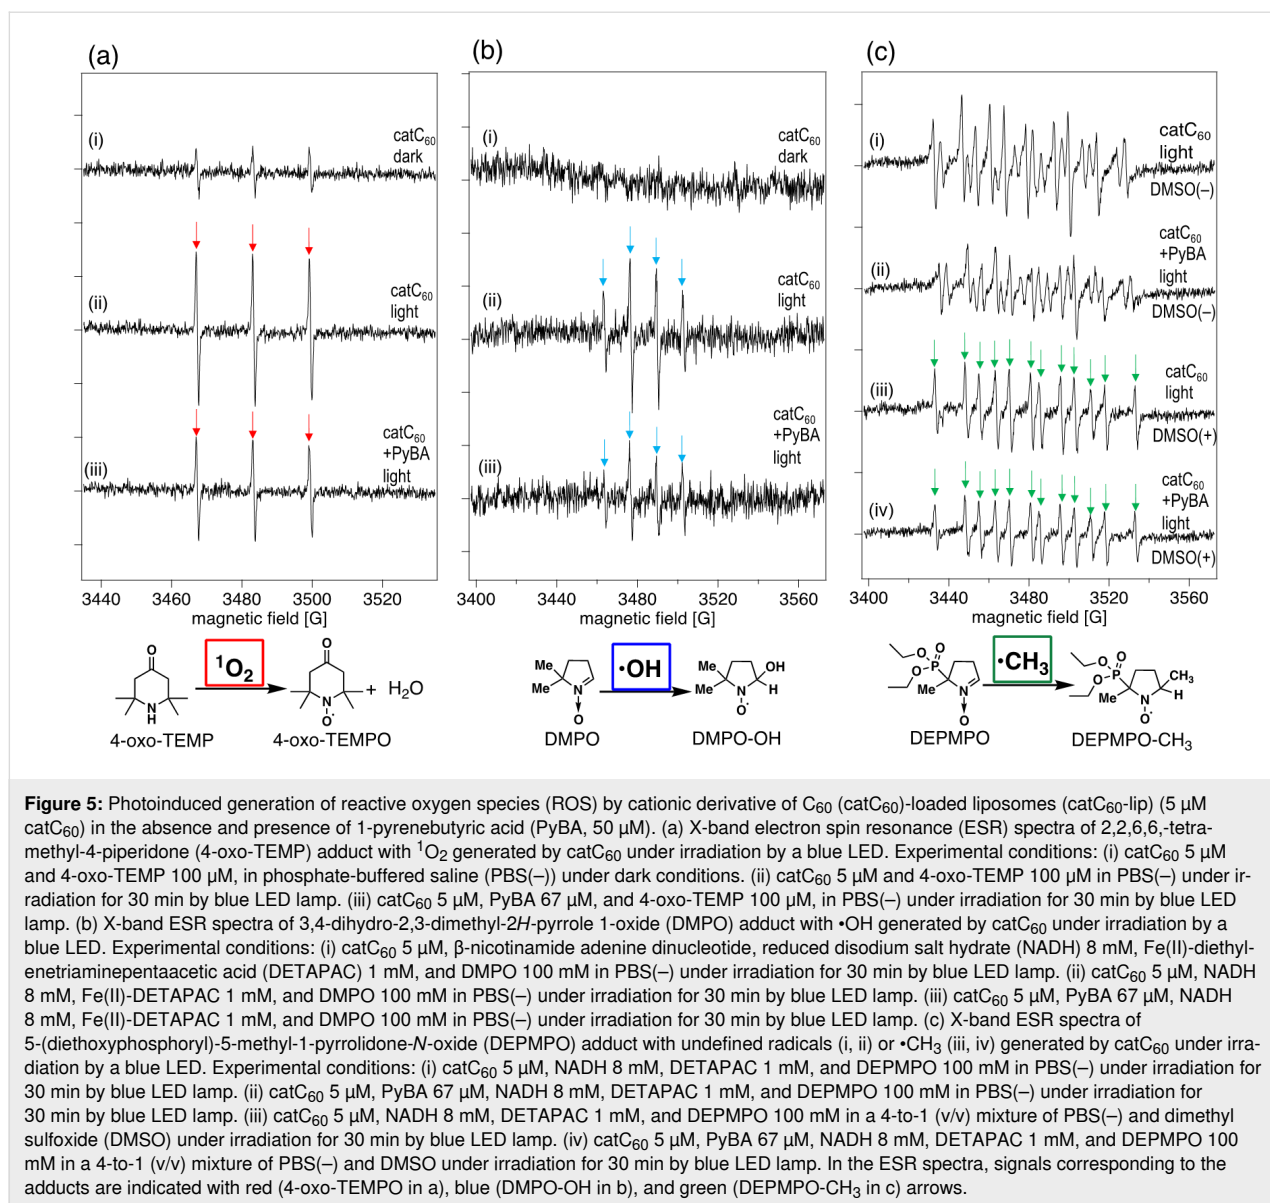 (a)
(b)
(c)
(i)
catC60
dark
(ii)
catC60
light
(iii)
catC60
+PyBA
light
3440 3460 3480 3500 3520
magnetic field [G]
(i)
catC60
dark
(ii)
catC60
light
(iii)
catC60
+PyBA
light
3400 3440 3480 3520 3560
magnetic field [G]
(i)
catC60
light
DMSO(–)
(ii)
catC60
+PyBA
light
DMSO(–)
(iii)
catC60
light
DMSO(+)
(iv)
catC60
+PyBA
light
DMSO(+)
3400 3440 3480 3520 3560
magnetic field [G]
O
N
H
4-oxo-TEMP
¹O₂
O
N
O·
4-oxo-TEMPO
+ H₂O
Me
Me
N
O
DMPO
•OH
Me
Me
N
O·
OH
H
DMPO-OH
O
O
P
O
Me
N
O
DEPMPO
•CH₃
O
O
P
O
Me
N
O·
CH₃
H
DEPMPO-CH₃
Figure 5: Photoinduced generation of reactive oxygen species (ROS) by cationic derivative of C60 (catC60)-loaded liposomes (catC60-lip) (5 µM
catC60) in the absence and presence of 1-pyrenebutyric acid (PyBA, 50 µM). (a) X-band electron spin resonance (ESR) spectra of 2,2,6,6,-tetra-
methyl-4-piperidone (4-oxo-TEMP) adduct with ¹O₂ generated by catC60 under irradiation by a blue LED. Experimental conditions: (i) catC60 5 µM
and 4-oxo-TEMP 100 µM, in phosphate-buffered saline (PBS(–)) under dark conditions. (ii) catC60 5 µM and 4-oxo-TEMP 100 µM in PBS(–) under ir-
radiation for 30 min by blue LED lamp. (iii) catC60 5 µM, PyBA 67 µM, and 4-oxo-TEMP 100 µM, in PBS(–) under irradiation for 30 min by blue LED
lamp. (b) X-band ESR spectra of 3,4-dihydro-2,3-dimethyl-2H-pyrrole 1-oxide (DMPO) adduct with •OH generated by catC60 under irradiation by a
blue LED. Experimental conditions: (i) catC60 5 µM, β-nicotinamide adenine dinucleotide, reduced disodium salt hydrate (NADH) 8 mM, Fe(II)-diethyl-
enetriaminepentaacetic acid (DETAPAC) 1 mM, and DMPO 100 mM in PBS(–) under irradiation for 30 min by blue LED lamp. (ii) catC60 5 µM, NADH
8 mM, Fe(II)-DETAPAC 1 mM, and DMPO 100 mM in PBS(–) under irradiation for 30 min by blue LED lamp. (iii) catC60 5 µM, PyBA 67 µM, NADH
8 mM, Fe(II)-DETAPAC 1 mM, and DMPO 100 mM in PBS(–) under irradiation for 30 min by blue LED lamp. (c) X-band ESR spectra of
5-(diethoxyphosphoryl)-5-methyl-1-pyrrolidone-N-oxide (DEPMPO) adduct with undefined radicals (i, ii) or •CH₃ (iii, iv) generated by catC60 under irra-
diation by a blue LED. Experimental conditions: (i) catC60 5 µM, NADH 8 mM, DETAPAC 1 mM, and DEPMPO 100 mM in PBS(–) under irradiation for
30 min by blue LED lamp. (ii) catC60 5 µM, PyBA 67 µM, NADH 8 mM, DETAPAC 1 mM, and DEPMPO 100 mM in PBS(–) under irradiation for
30 min by blue LED lamp. (iii) catC60 5 µM, NADH 8 mM, DETAPAC 1 mM, and DEPMPO 100 mM in a 4-to-1 (v/v) mixture of PBS(–) and dimethyl
sulfoxide (DMSO) under irradiation for 30 min by blue LED lamp. (iv) catC60 5 µM, PyBA 67 µM, NADH 8 mM, DETAPAC 1 mM, and DEPMPO 100
mM in a 4-to-1 (v/v) mixture of PBS(–) and DMSO under irradiation for 30 min by blue LED lamp. In the ESR spectra, signals corresponding to the
adducts are indicated with red (4-oxo-TEMPO in a), blue (DMPO-OH in b), and green (DEPMPO-CH₃ in c) arrows.